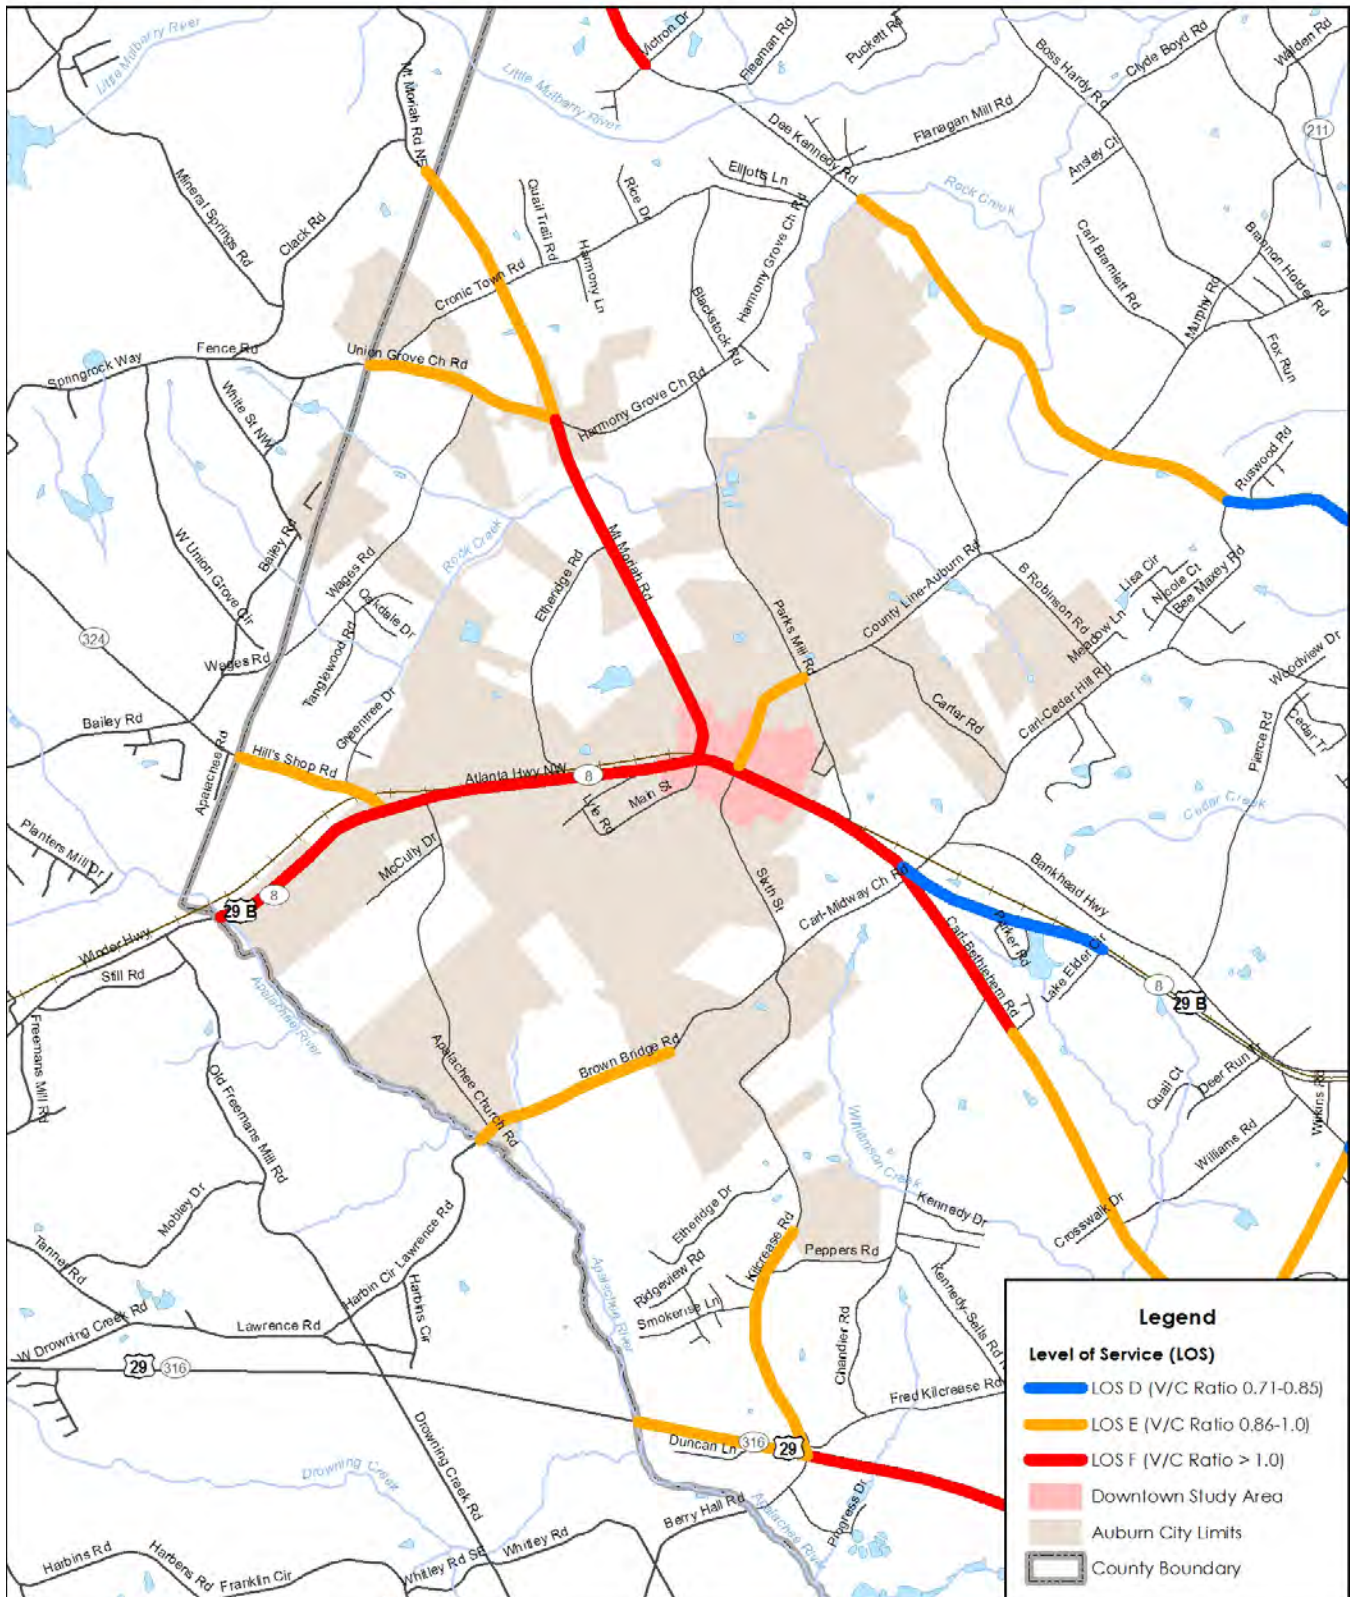 Little Mulberry River
Mt Moriah Rd NE
Victron Dr
Fleeman Rd
Puckett Rd
Boss Hardy Rd
Clyde Boyd Rd
Walden Rd
Little Mulberry River
Dee Kennedy Rd
Flanagan Mill Rd
211
Ansley Ct
Mineral Springs Rd
Clack Rd
Quail Trail Rd
Rice Dr
Elliotts Ln
Rock Creek
Harmony Ln
Harmony Grove Ch Rd
Carl Bramlett Rd
Brannon Holder Rd
Cronic Town Rd
Blackstock Rd
Murphy Rd
Fox Run
Springrock Way
Fence Rd
Union Grove Ch Rd
White St NW
Harmony Grove Ch Rd
Ruswood Rd
Bailey Rd
Rock Creek
W Union Grove Cir
Wages Rd
Oakdale Dr
Etheridge Rd
Mt Moriah Rd
Parks Mill Rd
County Line-Auburn Rd
B Robinson Rd
Lisa Cir
Nicole Ct
Bee Maxey Rd
Meadow Ln
324
Wages Rd
Tanglewood Rd
Carter Rd
Carl-Cedar Hill Rd
Woodview Dr
Cedar Tr
Bailey Rd
Greentree Dr
Apalachee Rd
Hill's Shop Rd
Atlanta Hwy NW
8
Lyle Rd
Main St
Pierce Rd
Cedar Creek
Planters Mill Dr
McCully Dr
Sixth St
Carl-Midway Ch Rd
Bankhead Hwy
8
29 B
Winder Hwy
Still Rd
Parker Rd
Lake Elder Cir
Carl-Bethlehem Rd
8
29 B
Freemans Mill Rd
Apalachee River
Old Freemans Mill Rd
Apalachee Church Rd
Brown Bridge Rd
Williamson Creek
Quail Ct
Deer Run
Wilkins Rd
Williams Rd
Mobley Dr
Etheridge Dr
Kennedy Dr
Crosswalk Dr
Tanner Rd
Harbin Cir Lawrence Rd
Apalachee River
Ridgeview Rd
Kilcrease Rd
Peppers Rd
Kennedy-Sells Rd
Smokerise Ln
Harbins Cir
Lawrence Rd
W Drowning Creek Rd
Chandler Rd
29
316
Fred Kilcrease Rd
Drowning Creek Rd
Duncan Ln
316
29
Drowning Creek
Berry Hall Rd
Apalachee River
Progress Dr
Harbins Rd
Harbens Rd
Franklin Cir
Whitley Rd SE
Whitley Rd
Legend
Level of Service (LOS)
LOS D (V/C Ratio 0.71-0.85)
LOS E (V/C Ratio 0.86-1.0)
LOS F (V/C Ratio > 1.0)
Downtown Study Area
Auburn City Limits
County Boundary